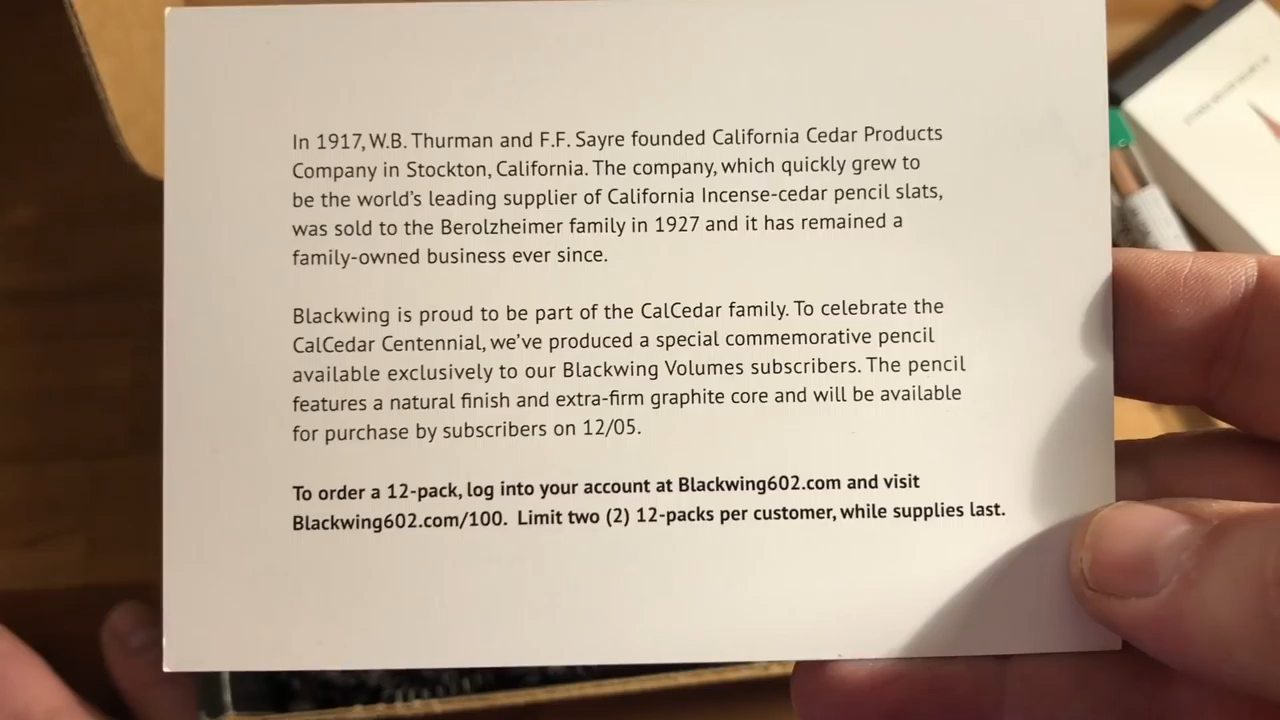 In 1917, W.B. Thurman and F.F. Sayre founded California Cedar Products
Company in Stockton, California. The company, which quickly grew to
be the world's leading supplier of California Incense-cedar pencil slats,
was sold to the Berolzheimer family in 1927 and it has remained a
family-owned business ever since.
Blackwing is proud to be part of the CalCedar family. To celebrate the
CalCedar Centennial, we've produced a special commemorative pencil
available exclusively to our Blackwing Volumes subscribers. The pencil
features a natural finish and extra-firm graphite core and will be available
for purchase by subscribers on 12/05.
To order a 12-pack, log into your account at Blackwing602.com and visit
Blackwing602.com/100. Limit two (2) 12-packs per customer, while supplies last.